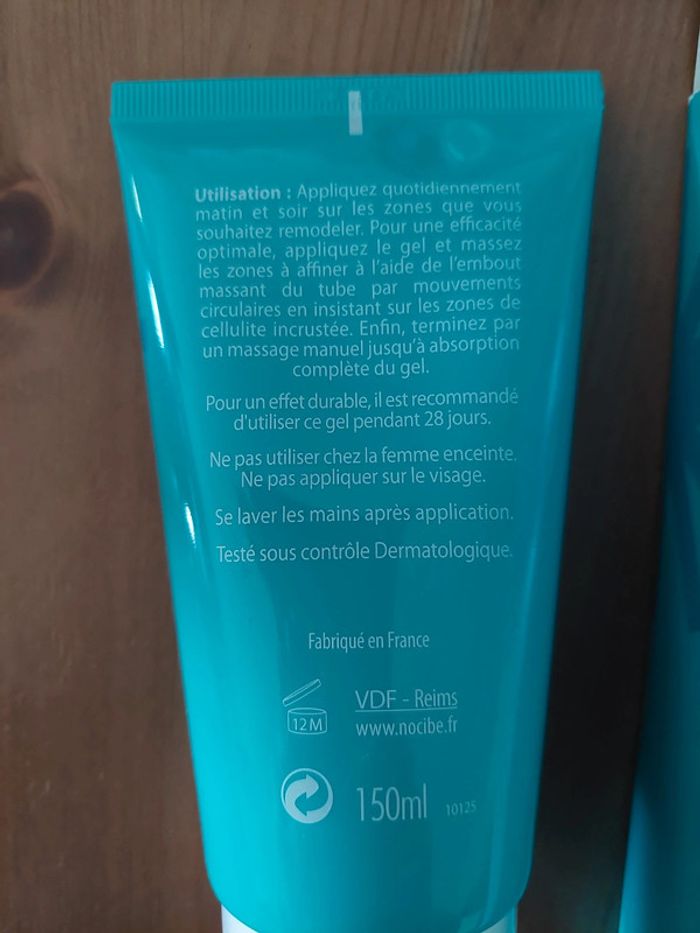 Utilisation : Appliquez quotidiennement
matin et soir sur les zones que vous
souhaitez remodeler. Pour une efficacité
optimale, appliquez le gel et massez
les zones à affiner à l'aide de l'embout
massant du tube par mouvements
circulaires en insistant sur les zones de
cellulite incrustée. Enfin, terminez par
un massage manuel jusqu'à absorption
complète du gel.
Pour un effet durable, il est recommandé
d'utiliser ce gel pendant 28 jours.
Ne pas utiliser chez la femme enceinte.
Ne pas appliquer sur le visage.
Se laver les mains après application.
Testé sous contrôle Dermatologique.
Fabriqué en France
12 M
VDF - Reims
www.nocibe.fr
150ml 10125